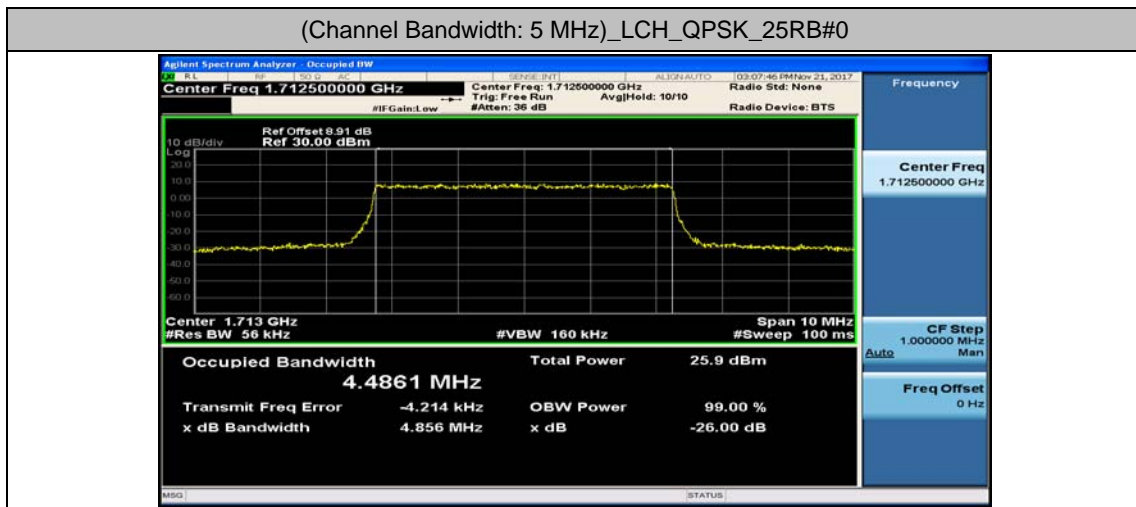 (Channel Bandwidth: 5 MHz)_LCH_QPSK_25RB#0
Agilent Spectrum Analyzer - Occupied BW
RL RF 50 Ω AC SENSE:INT ALIGN AUTO 03:07:46 PM Nov 21, 2017
Center Freq 1.712500000 GHz
Center Freq: 1.712500000 GHz
Radio Std: None
Trig: Free Run Avg|Hold: 10/10
#IFGain:Low #Atten: 36 dB Radio Device: BTS
Frequency
Ref Offset 8.91 dB
10 dB/div Ref 30.00 dBm
Log
20.0
10.0
0.00
-10.0
-20.0
-30.0
-40.0
-50.0
-60.0
Center 1.713 GHz Span 10 MHz
#Res BW 56 kHz #VBW 160 kHz #Sweep 100 ms
Center Freq
1.712500000 GHz
CF Step
1.000000 MHz
Auto Man
Freq Offset
0 Hz
Occupied Bandwidth Total Power 25.9 dBm
4.4861 MHz
Transmit Freq Error -4.214 kHz OBW Power 99.00 %
x dB Bandwidth 4.856 MHz x dB -26.00 dB
MSG STATUS